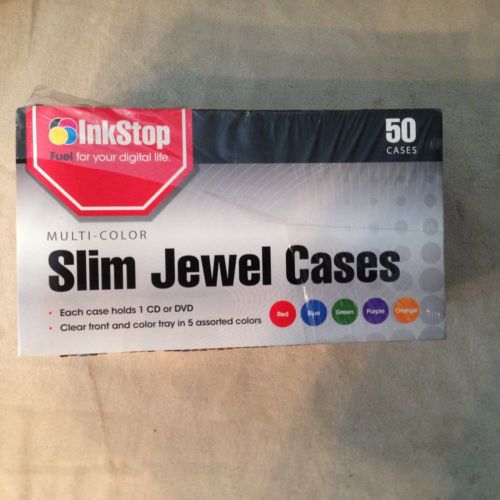 InkStop
Fuel for your digital life.
50
CASES
MULTI-COLOR
Slim Jewel Cases
• Each case holds 1 CD or DVD
• Clear front and color tray in 5 assorted colors
Red Blue Green Purple Orange